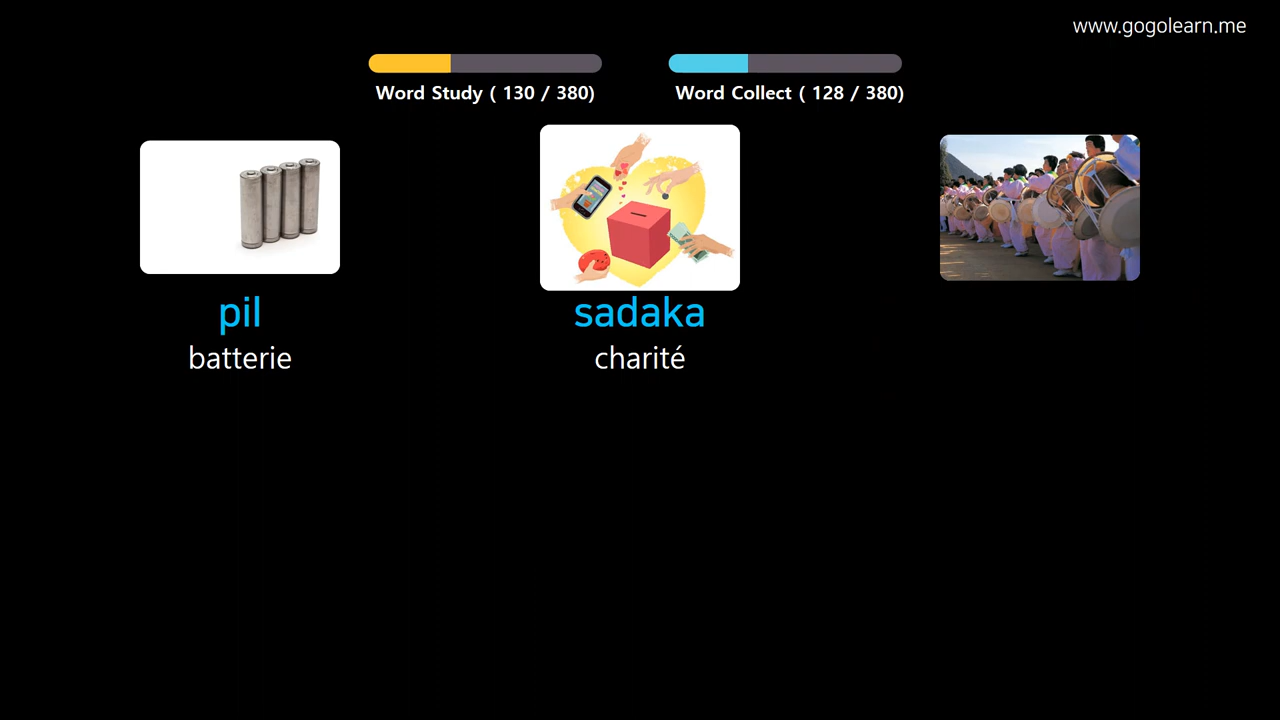 www.gogolearn.me
Word Study ( 130 / 380)
Word Collect ( 128 / 380)
pil
batterie
sadaka
charité